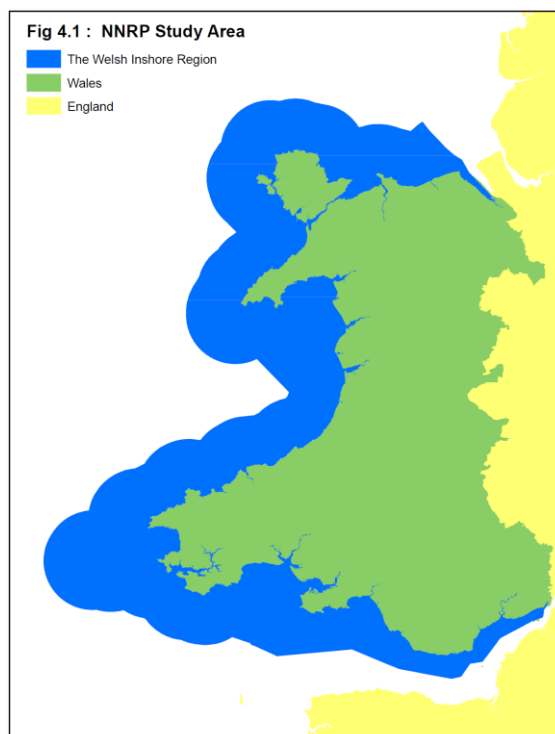 Fig 4.1 : NNRP Study Area
The Welsh Inshore Region
Wales
England